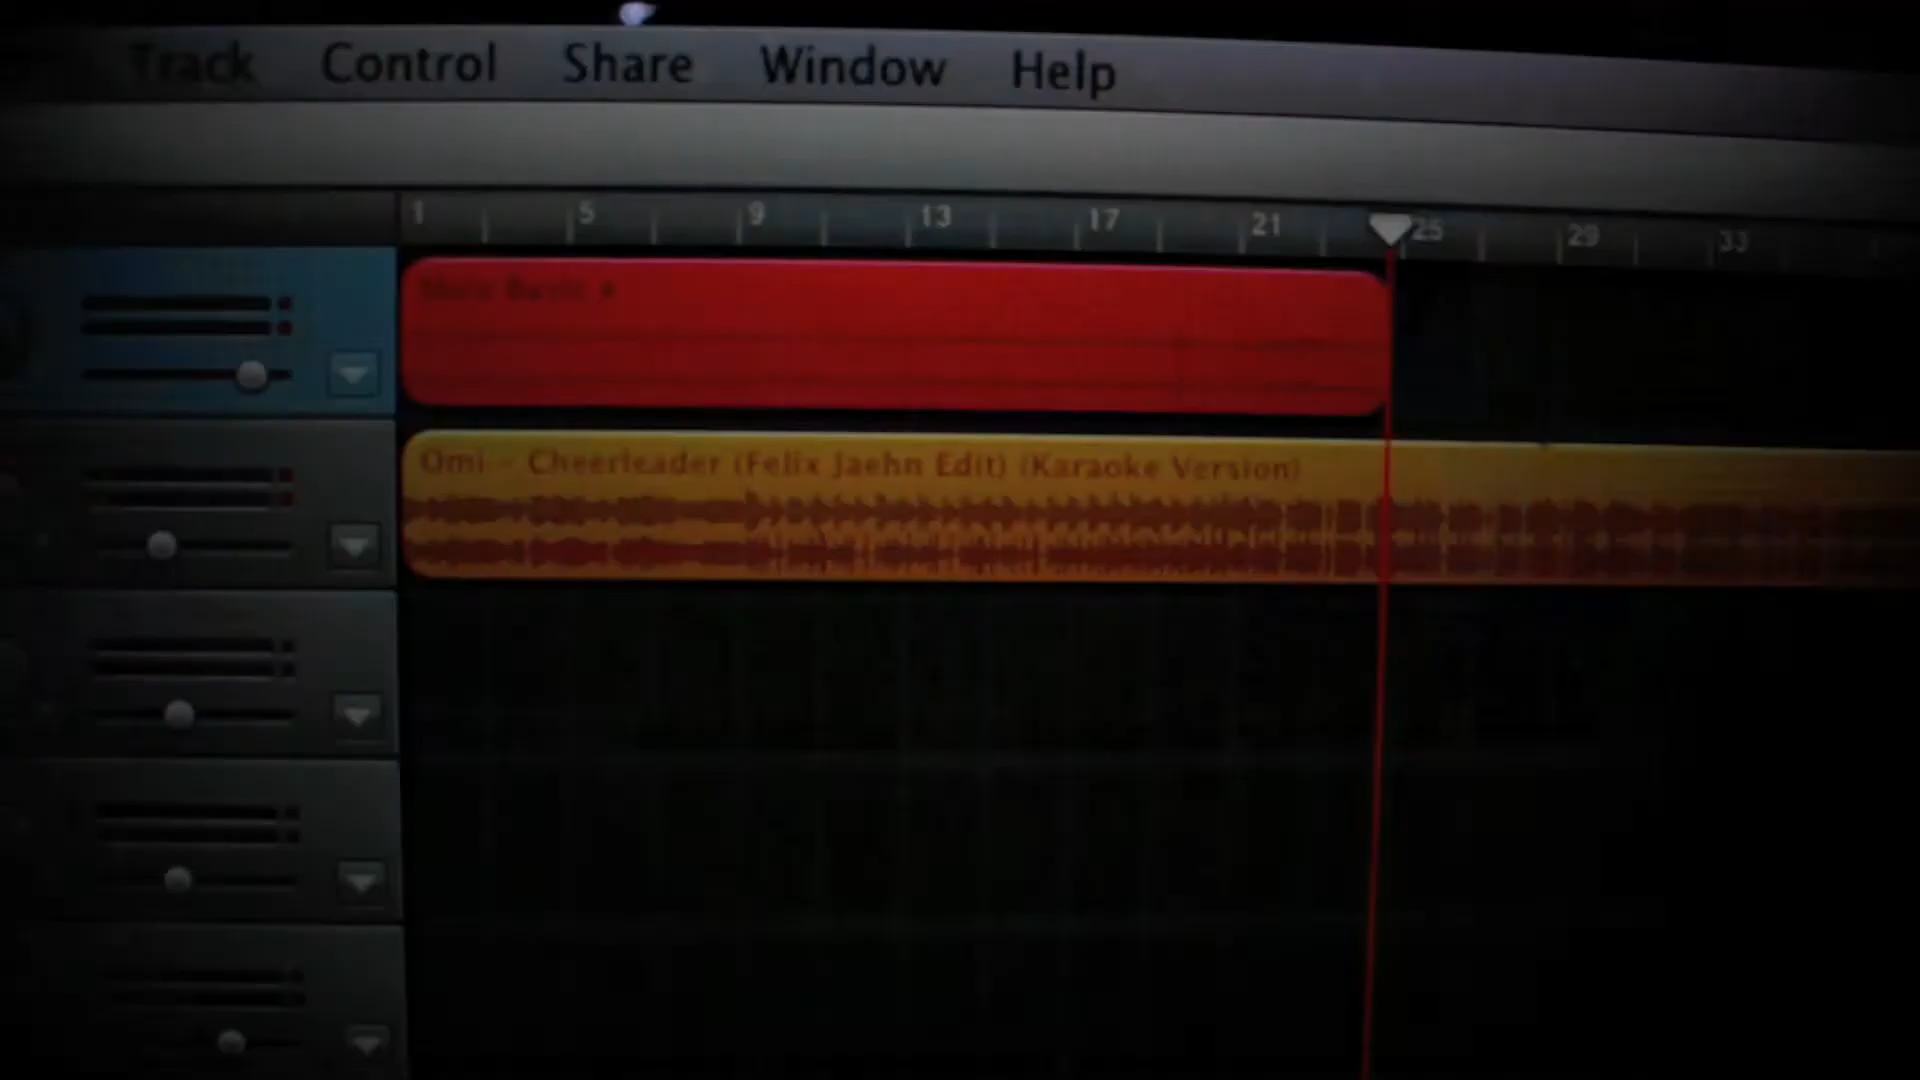 Track Control Share Window Help
1 5 9 13 17 21 25 29 33
Omi - Cheerleader (Felix Jaehn Edit) (Karaoke Version)